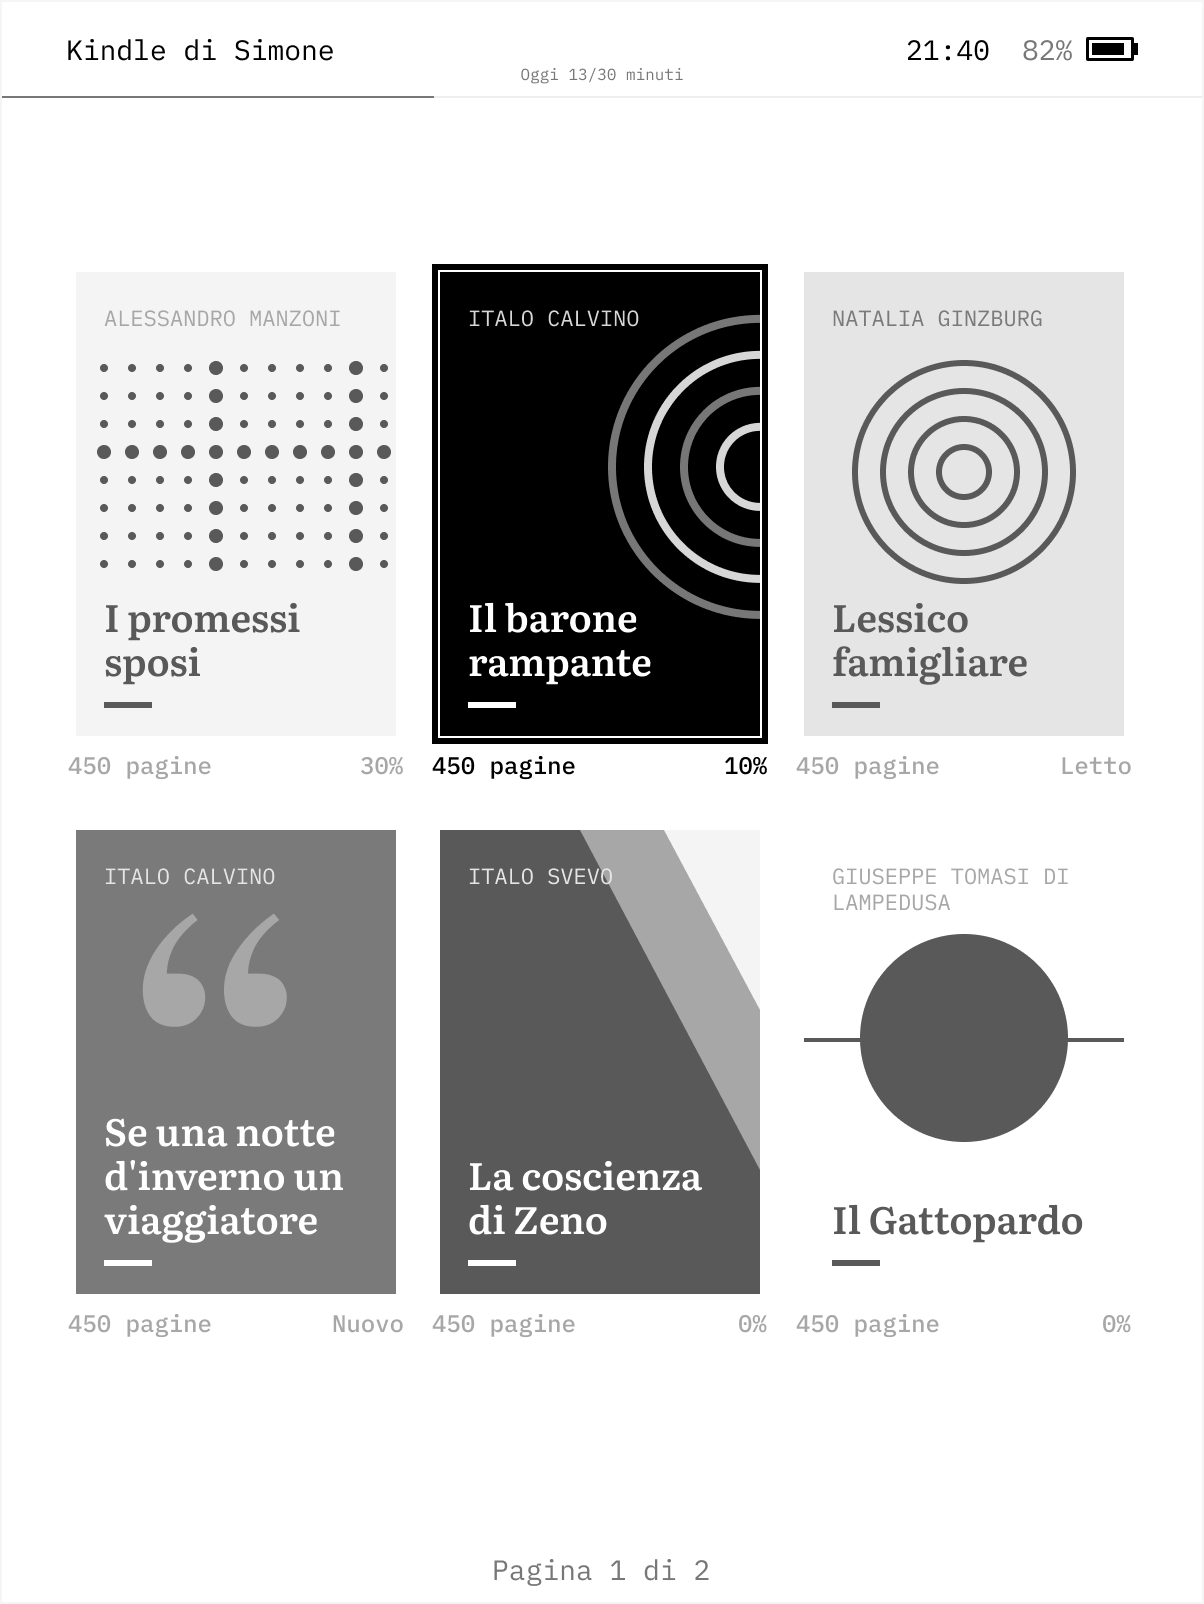 Kindle di Simone
Oggi 13/30 minuti
21:40 82%
ALESSANDRO MANZONI
I promessi
sposi
450 pagine 30%
ITALO CALVINO
Il barone
rampante
450 pagine 10%
NATALIA GINZBURG
Lessico
famigliare
450 pagine Letto
ITALO CALVINO
“
Se una notte
d'inverno un
viaggiatore
450 pagine Nuovo
ITALO SVEVO
La coscienza
di Zeno
450 pagine 0%
GIUSEPPE TOMASI DI
LAMPEDUSA
Il Gattopardo
450 pagine 0%
Pagina 1 di 2